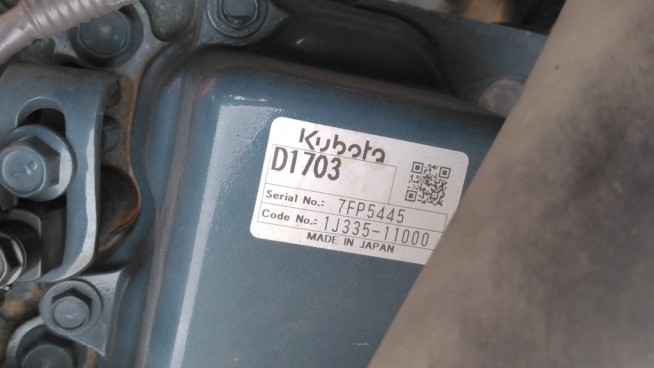 Kubota
D1703
Serial No.: 7FP5445
Code No.: 1J335-11000
MADE IN JAPAN